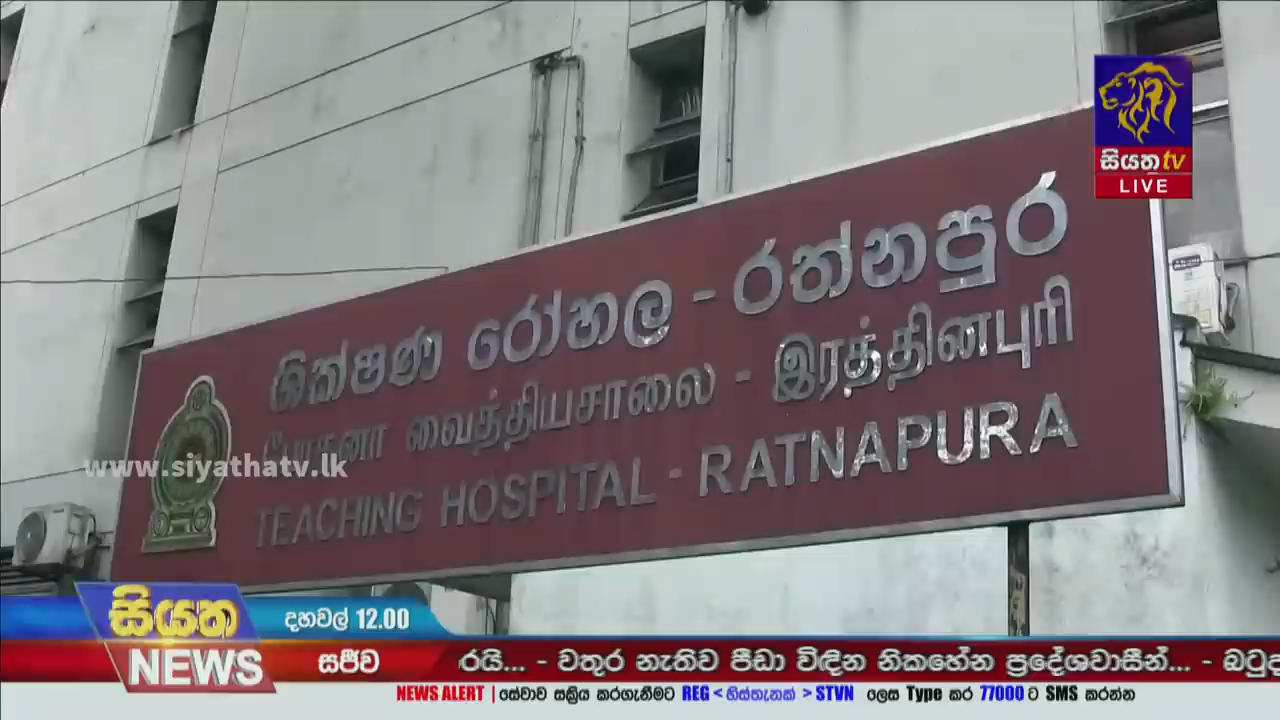 සියත tv
LIVE
ශික්ෂණ රෝහල - රත්නපුර
போதனா வைத்தியசாலை - இரத்தினபுரி
TEACHING HOSPITAL - RATNAPURA
www.siyathatv.lk
සියත
NEWS
දහවල් 12.00
සජීව
රයි... - වතුර නැතිව පීඩා විඳින නිකහේන ප්‍රදේශවාසීන්... - බටුද
NEWS ALERT | සේවාව සක්‍රිය කරගැනීමට REG < හිස්තැනක් > STVN ලෙස Type කර 77000 ට SMS කරන්න